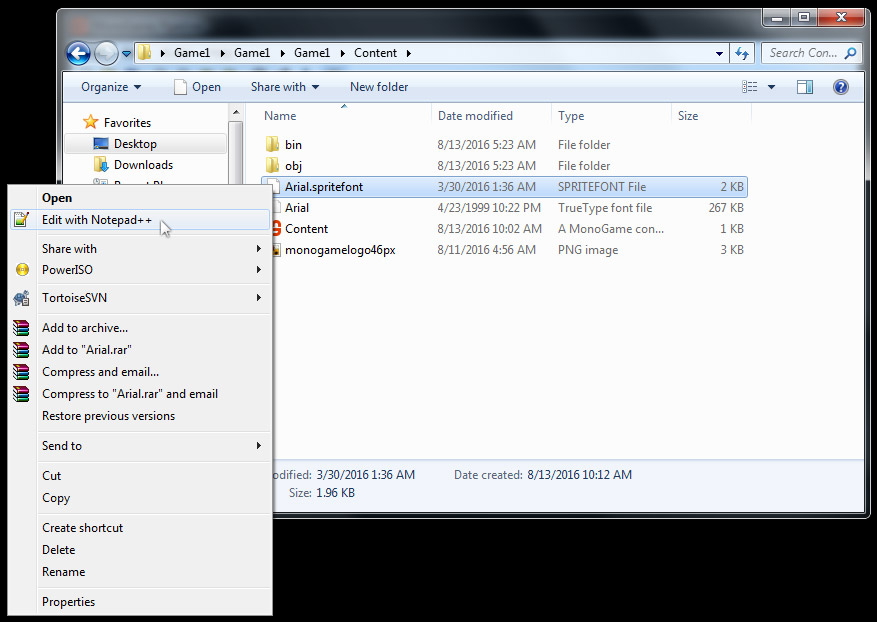 Game1 Game1 Game1 Content
Search Con...
Organize Open Share with New folder
Favorites
Desktop
Downloads
Name Date modified Type Size
bin 8/13/2016 5:23 AM File folder
obj 8/13/2016 5:23 AM File folder
Arial.spritefont 3/30/2016 1:36 AM SPRITEFONT File 2 KB
Arial 4/23/1999 10:22 PM TrueType font file 267 KB
Content 8/13/2016 10:02 AM A MonoGame con... 1 KB
monogamelogo46px 8/11/2016 4:56 AM PNG image 3 KB
Open
Edit with Notepad++
Share with
PowerISO
TortoiseSVN
Add to archive...
Add to "Arial.rar"
Compress and email...
Compress to "Arial.rar" and email
Restore previous versions
Send to
Cut
Copy
Create shortcut
Delete
Rename
Properties
odified: 3/30/2016 1:36 AM Date created: 8/13/2016 10:12 AM
Size: 1.96 KB